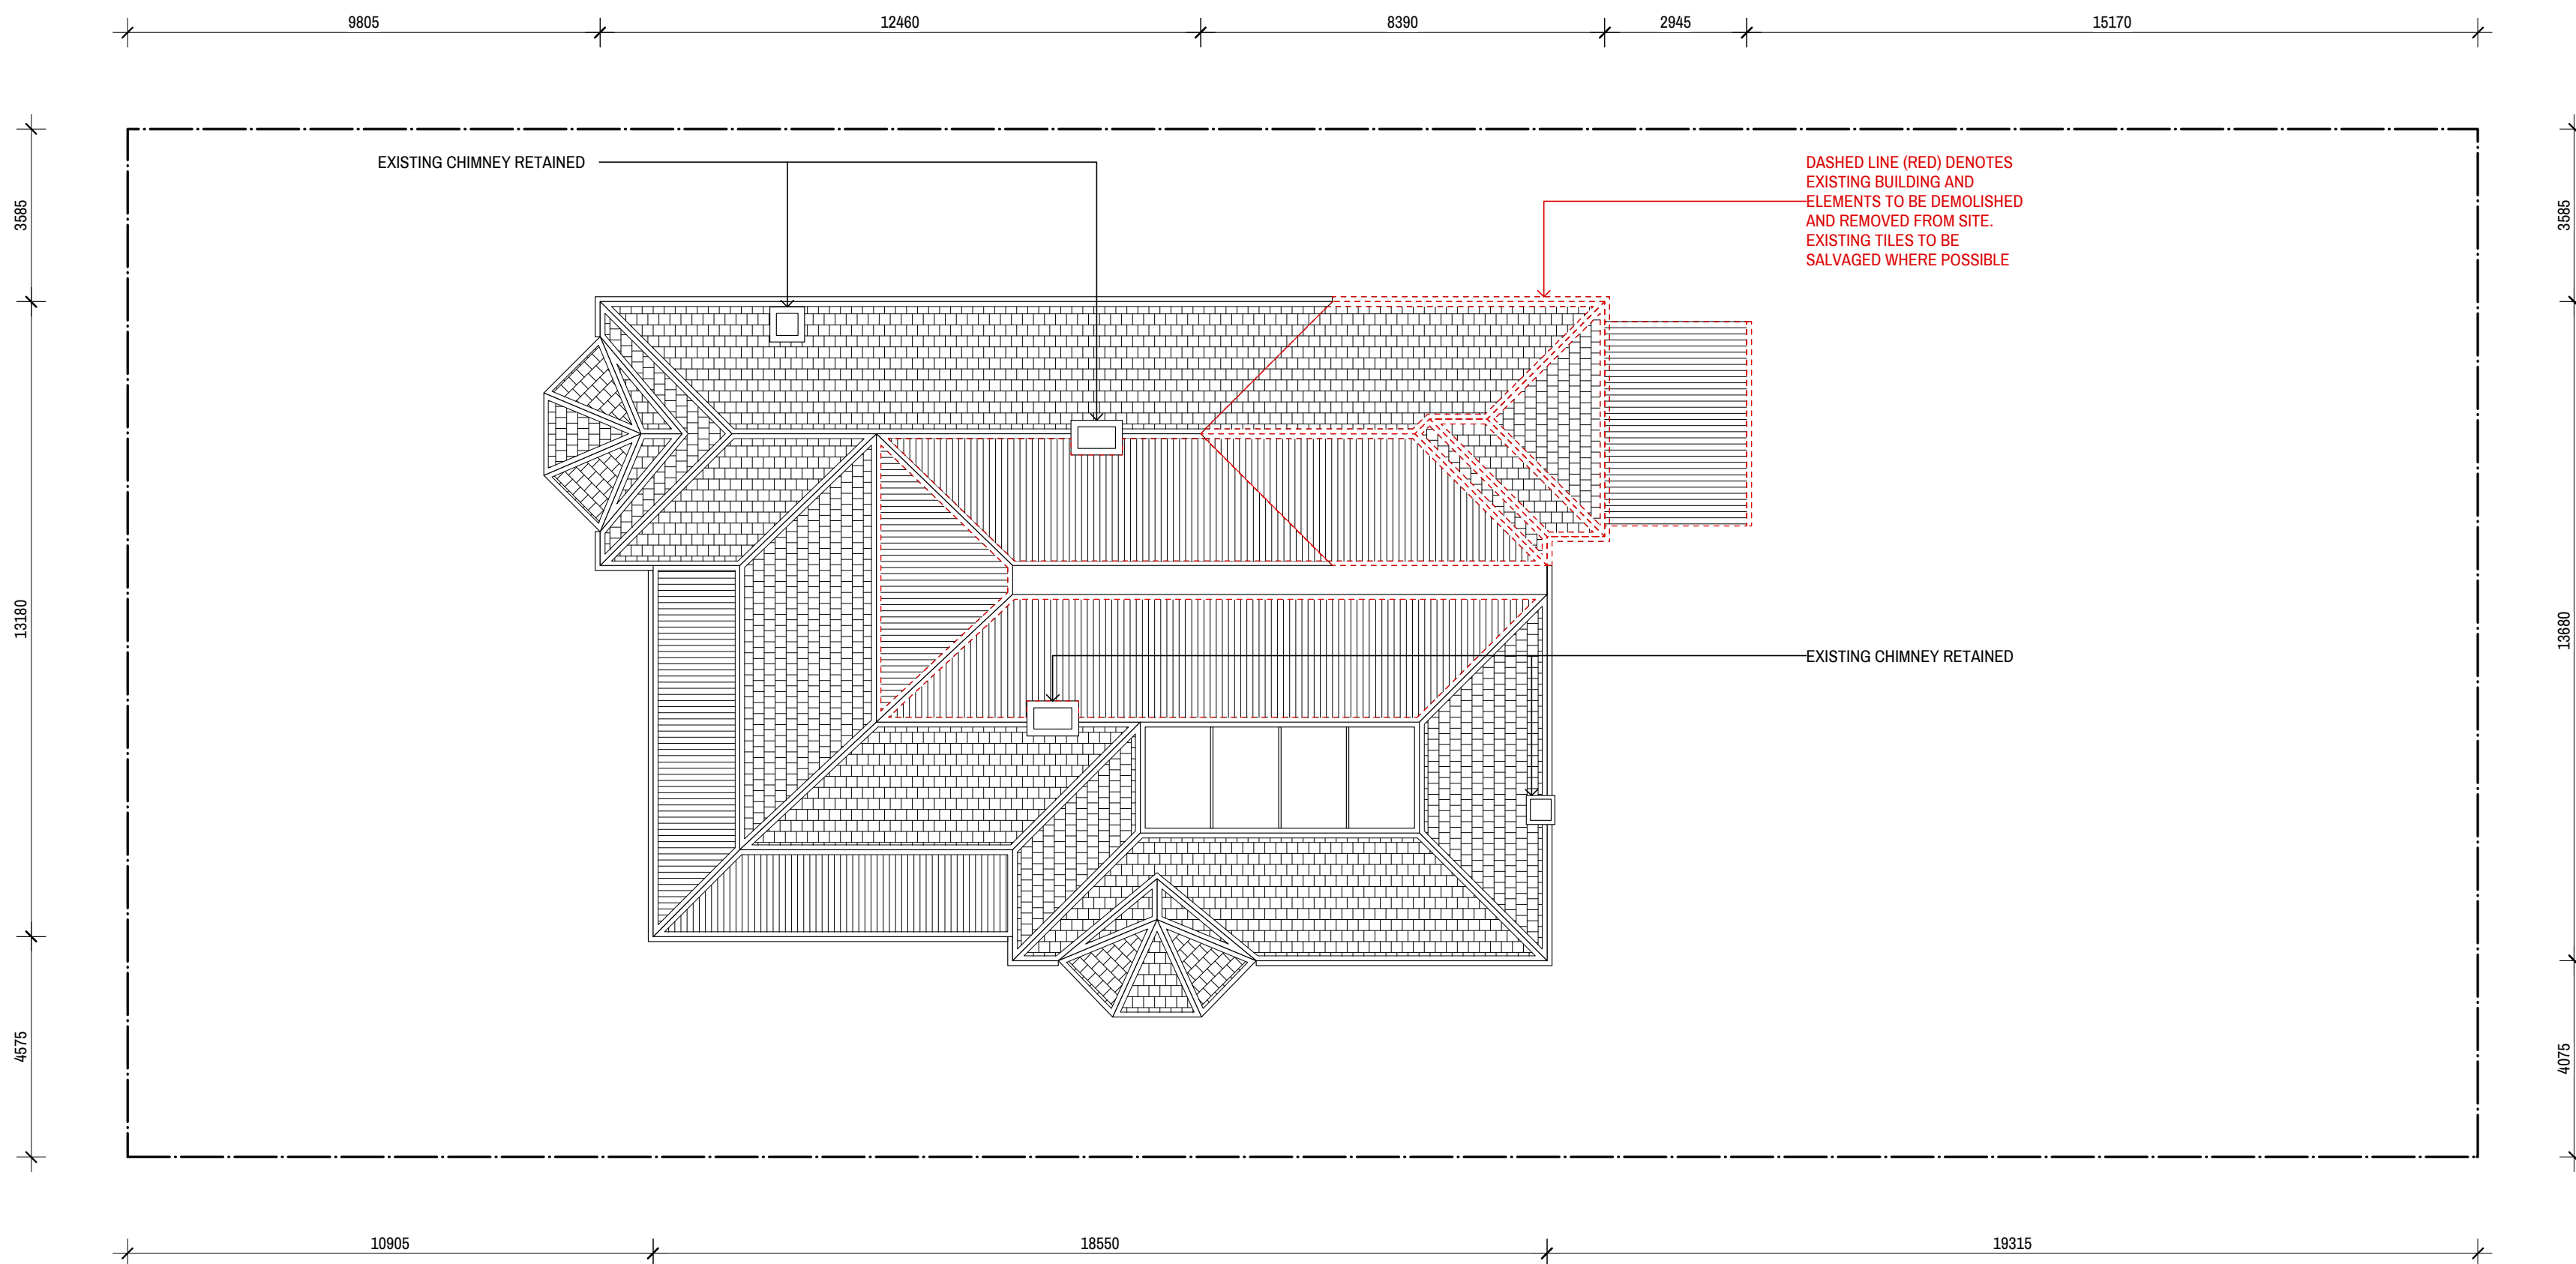 9805
12460
8390
2945
15170
EXISTING CHIMNEY RETAINED
DASHED LINE (RED) DENOTES
EXISTING BUILDING AND
ELEMENTS TO BE DEMOLISHED
AND REMOVED FROM SITE.
EXISTING TILES TO BE
SALVAGED WHERE POSSIBLE
3585
3585
13180
13680
EXISTING CHIMNEY RETAINED
4575
4075
10905
18550
19315